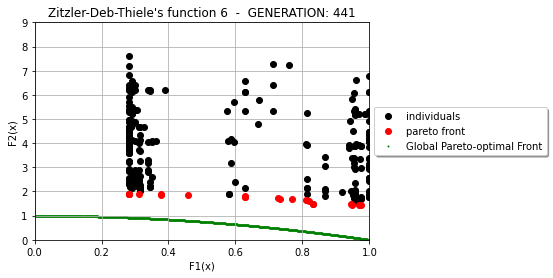 Zitzler-Deb-Thiele's function 6 - GENERATION: 441
9
8
7
6
5
4
3
2
1
0
F2(x)
0.0 0.2 0.4 0.6 0.8 1.0
F1(x)
individuals
pareto front
Global Pareto-optimal Front